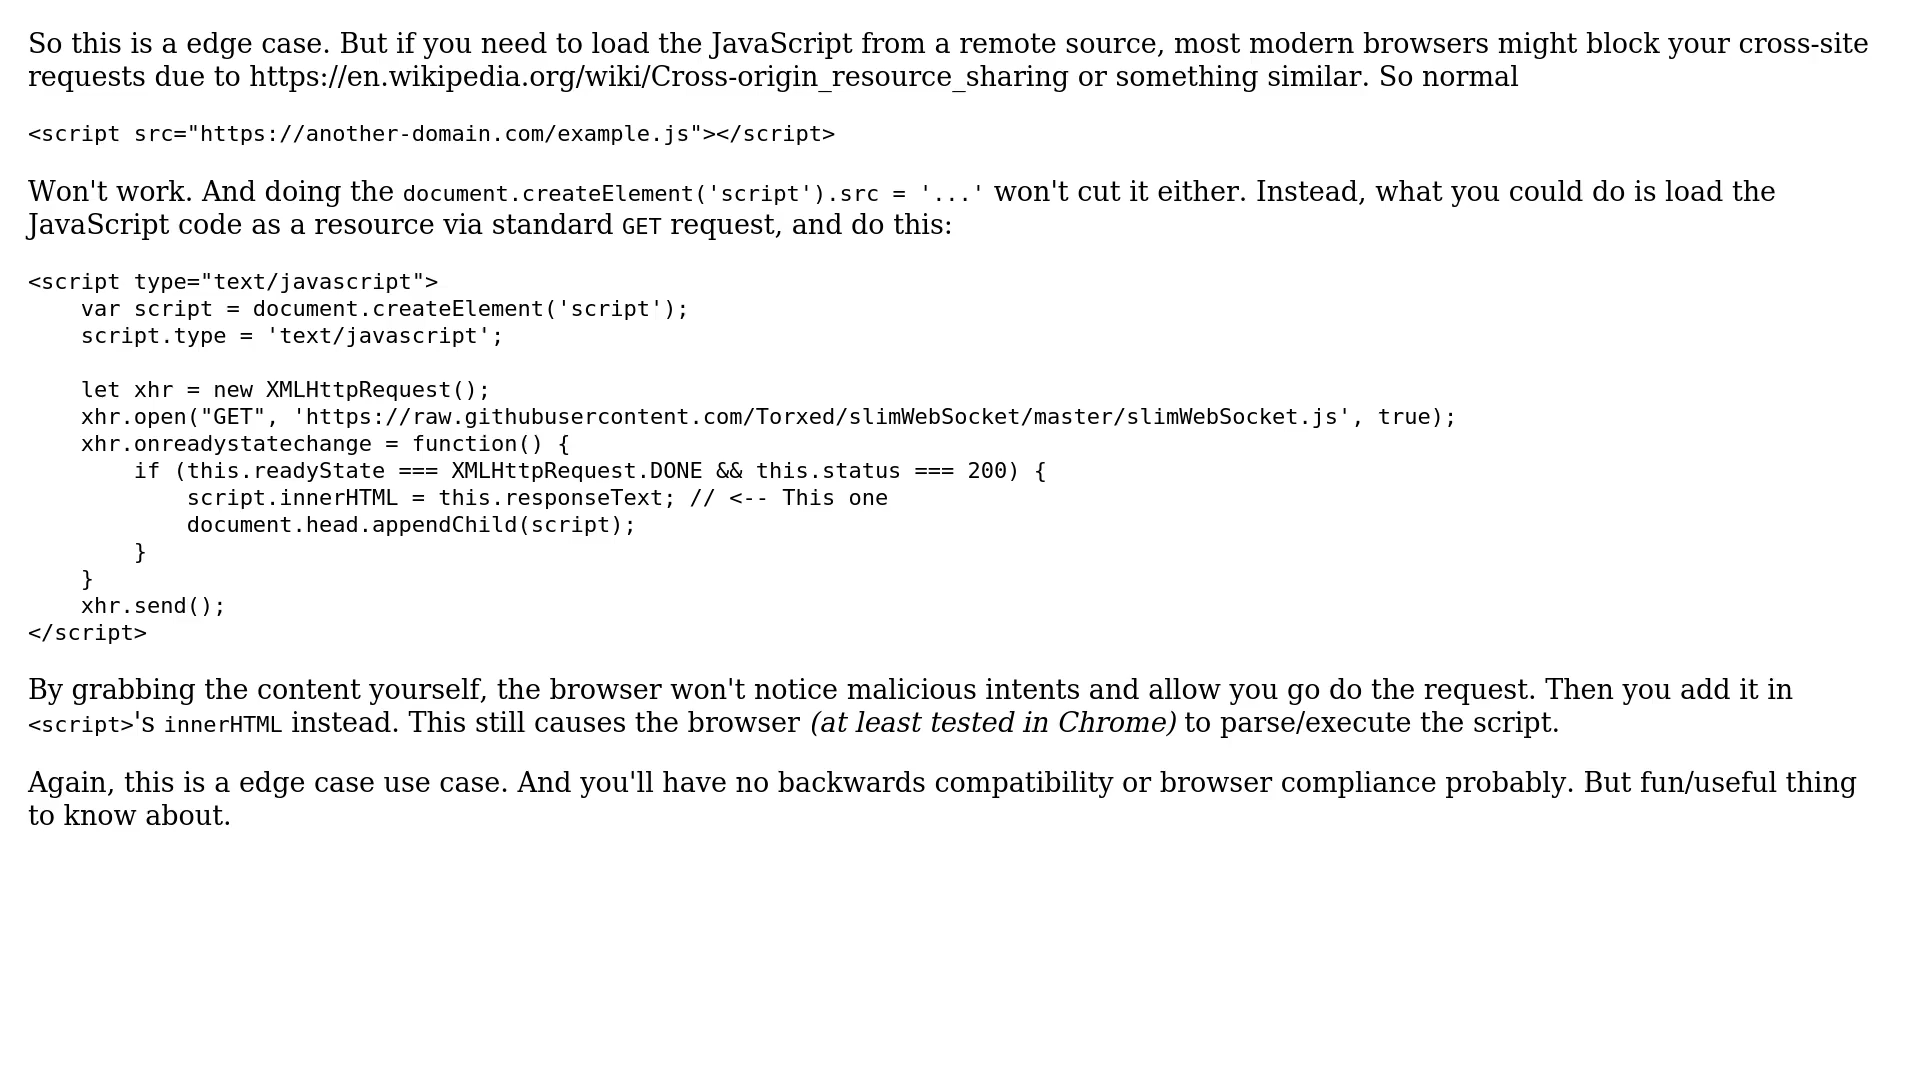 So this is a edge case. But if you need to load the JavaScript from a remote source, most modern browsers might block your cross-site
requests due to https://en.wikipedia.org/wiki/Cross-origin_resource_sharing or something similar. So normal
<script src="https://another-domain.com/example.js"></script>
Won't work. And doing the document.createElement('script').src = '...' won't cut it either. Instead, what you could do is load the
JavaScript code as a resource via standard GET request, and do this:
<script type="text/javascript">
    var script = document.createElement('script');
    script.type = 'text/javascript';
    let xhr = new XMLHttpRequest();
    xhr.open("GET", 'https://raw.githubusercontent.com/Torxed/slimWebSocket/master/slimWebSocket.js', true);
    xhr.onreadystatechange = function() {
        if (this.readyState === XMLHttpRequest.DONE && this.status === 200) {
            script.innerHTML = this.responseText; // <-- This one
            document.head.appendChild(script);
        }
    }
    xhr.send();
</script>
By grabbing the content yourself, the browser won't notice malicious intents and allow you go do the request. Then you add it in
<script>'s innerHTML instead. This still causes the browser (at least tested in Chrome) to parse/execute the script.
Again, this is a edge case use case. And you'll have no backwards compatibility or browser compliance probably. But fun/useful thing
to know about.